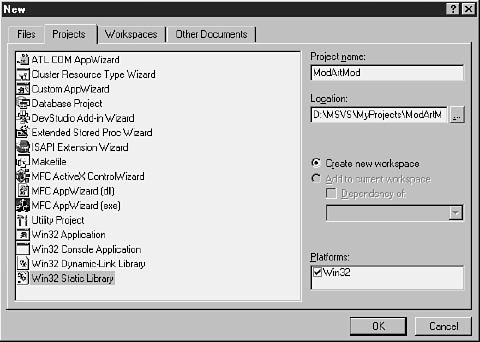 New
Files
Projects
Workspaces
Other Documents
ATL COM AppWizard
Cluster Resource Type Wizard
Custom AppWizard
Database Project
DevStudio Add-in Wizard
Extended Stored Proc Wizard
ISAPI Extension Wizard
Makefile
MFC ActiveX ControlWizard
MFC AppWizard (dll)
MFC AppWizard (exe)
Utility Project
Win32 Application
Win32 Console Application
Win32 Dynamic-Link Library
Win32 Static Library
Project name:
ModArtMod
Location:
D:\MSVS\MyProjects\ModArtM
...
Create new workspace
Add to current workspace
Dependency of:
Platforms:
Win32
OK
Cancel